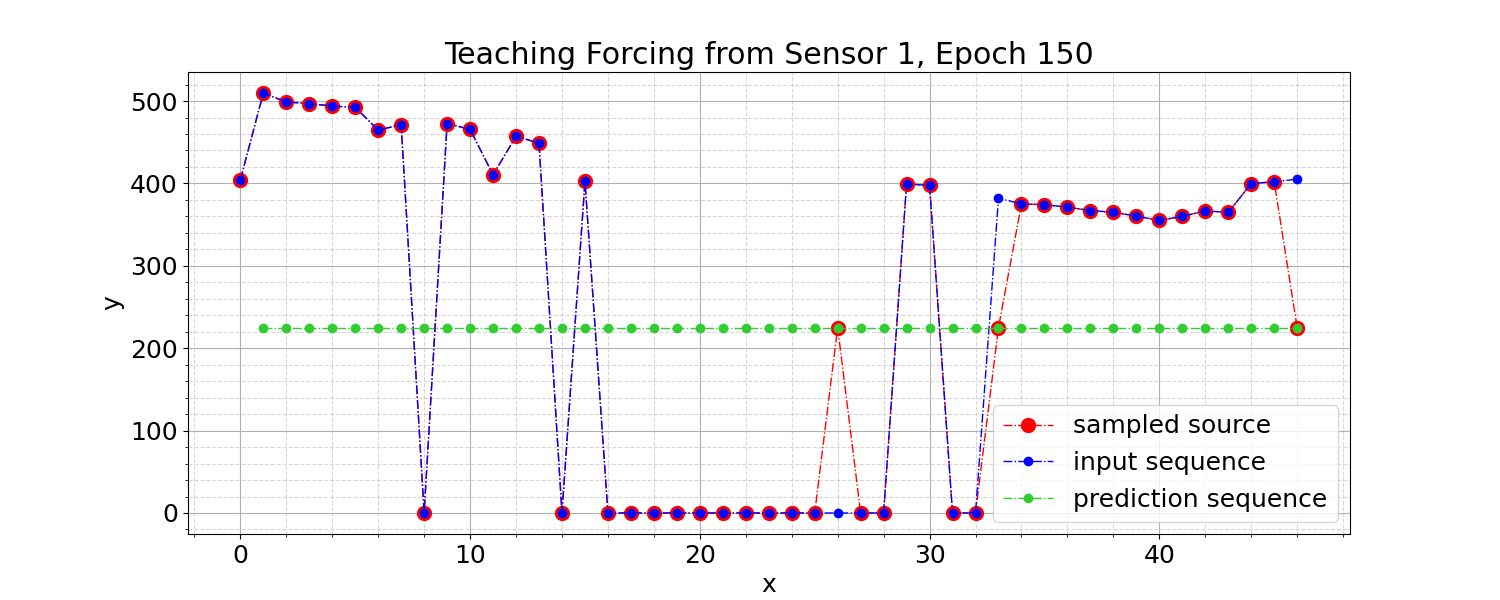 Teaching Forcing from Sensor 1, Epoch 150
y
500
400
300
200
100
0
0 10 20 30 40
x
sampled source
input sequence
prediction sequence